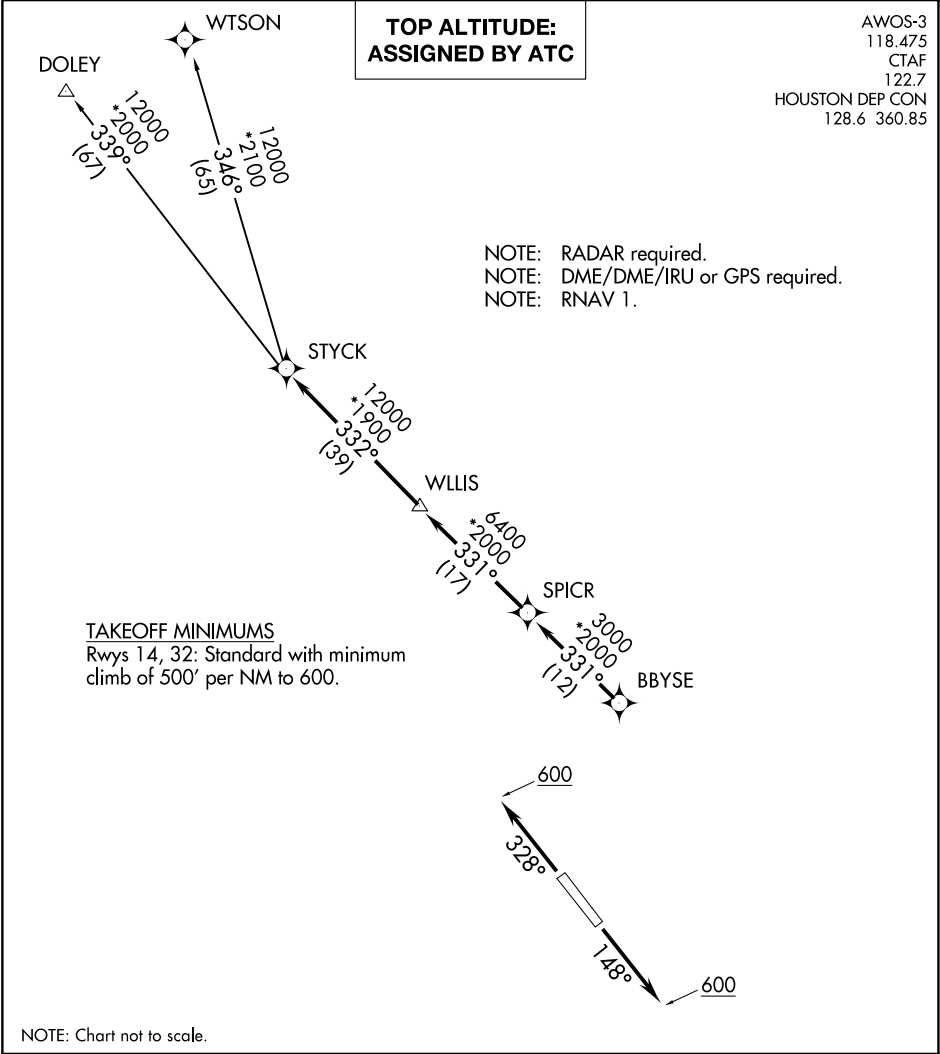 TOP ALTITUDE:
ASSIGNED BY ATC
AWOS-3
118.475
CTAF
122.7
HOUSTON DEP CON
128.6 360.85
WTSON
DOLEY
12000
*2000
339°
(67)
12000
*2100
346°
(65)
NOTE: RADAR required.
NOTE: DME/DME/IRU or GPS required.
NOTE: RNAV 1.
STYCK
12000
*1900
332°
(39)
WLLIS
6400
*2000
331°
(17)
SPICR
3000
*2000
331°
(12)
BBYSE
TAKEOFF MINIMUMS
Rwys 14, 32: Standard with minimum
climb of 500' per NM to 600.
600
328°
148°
600
NOTE: Chart not to scale.